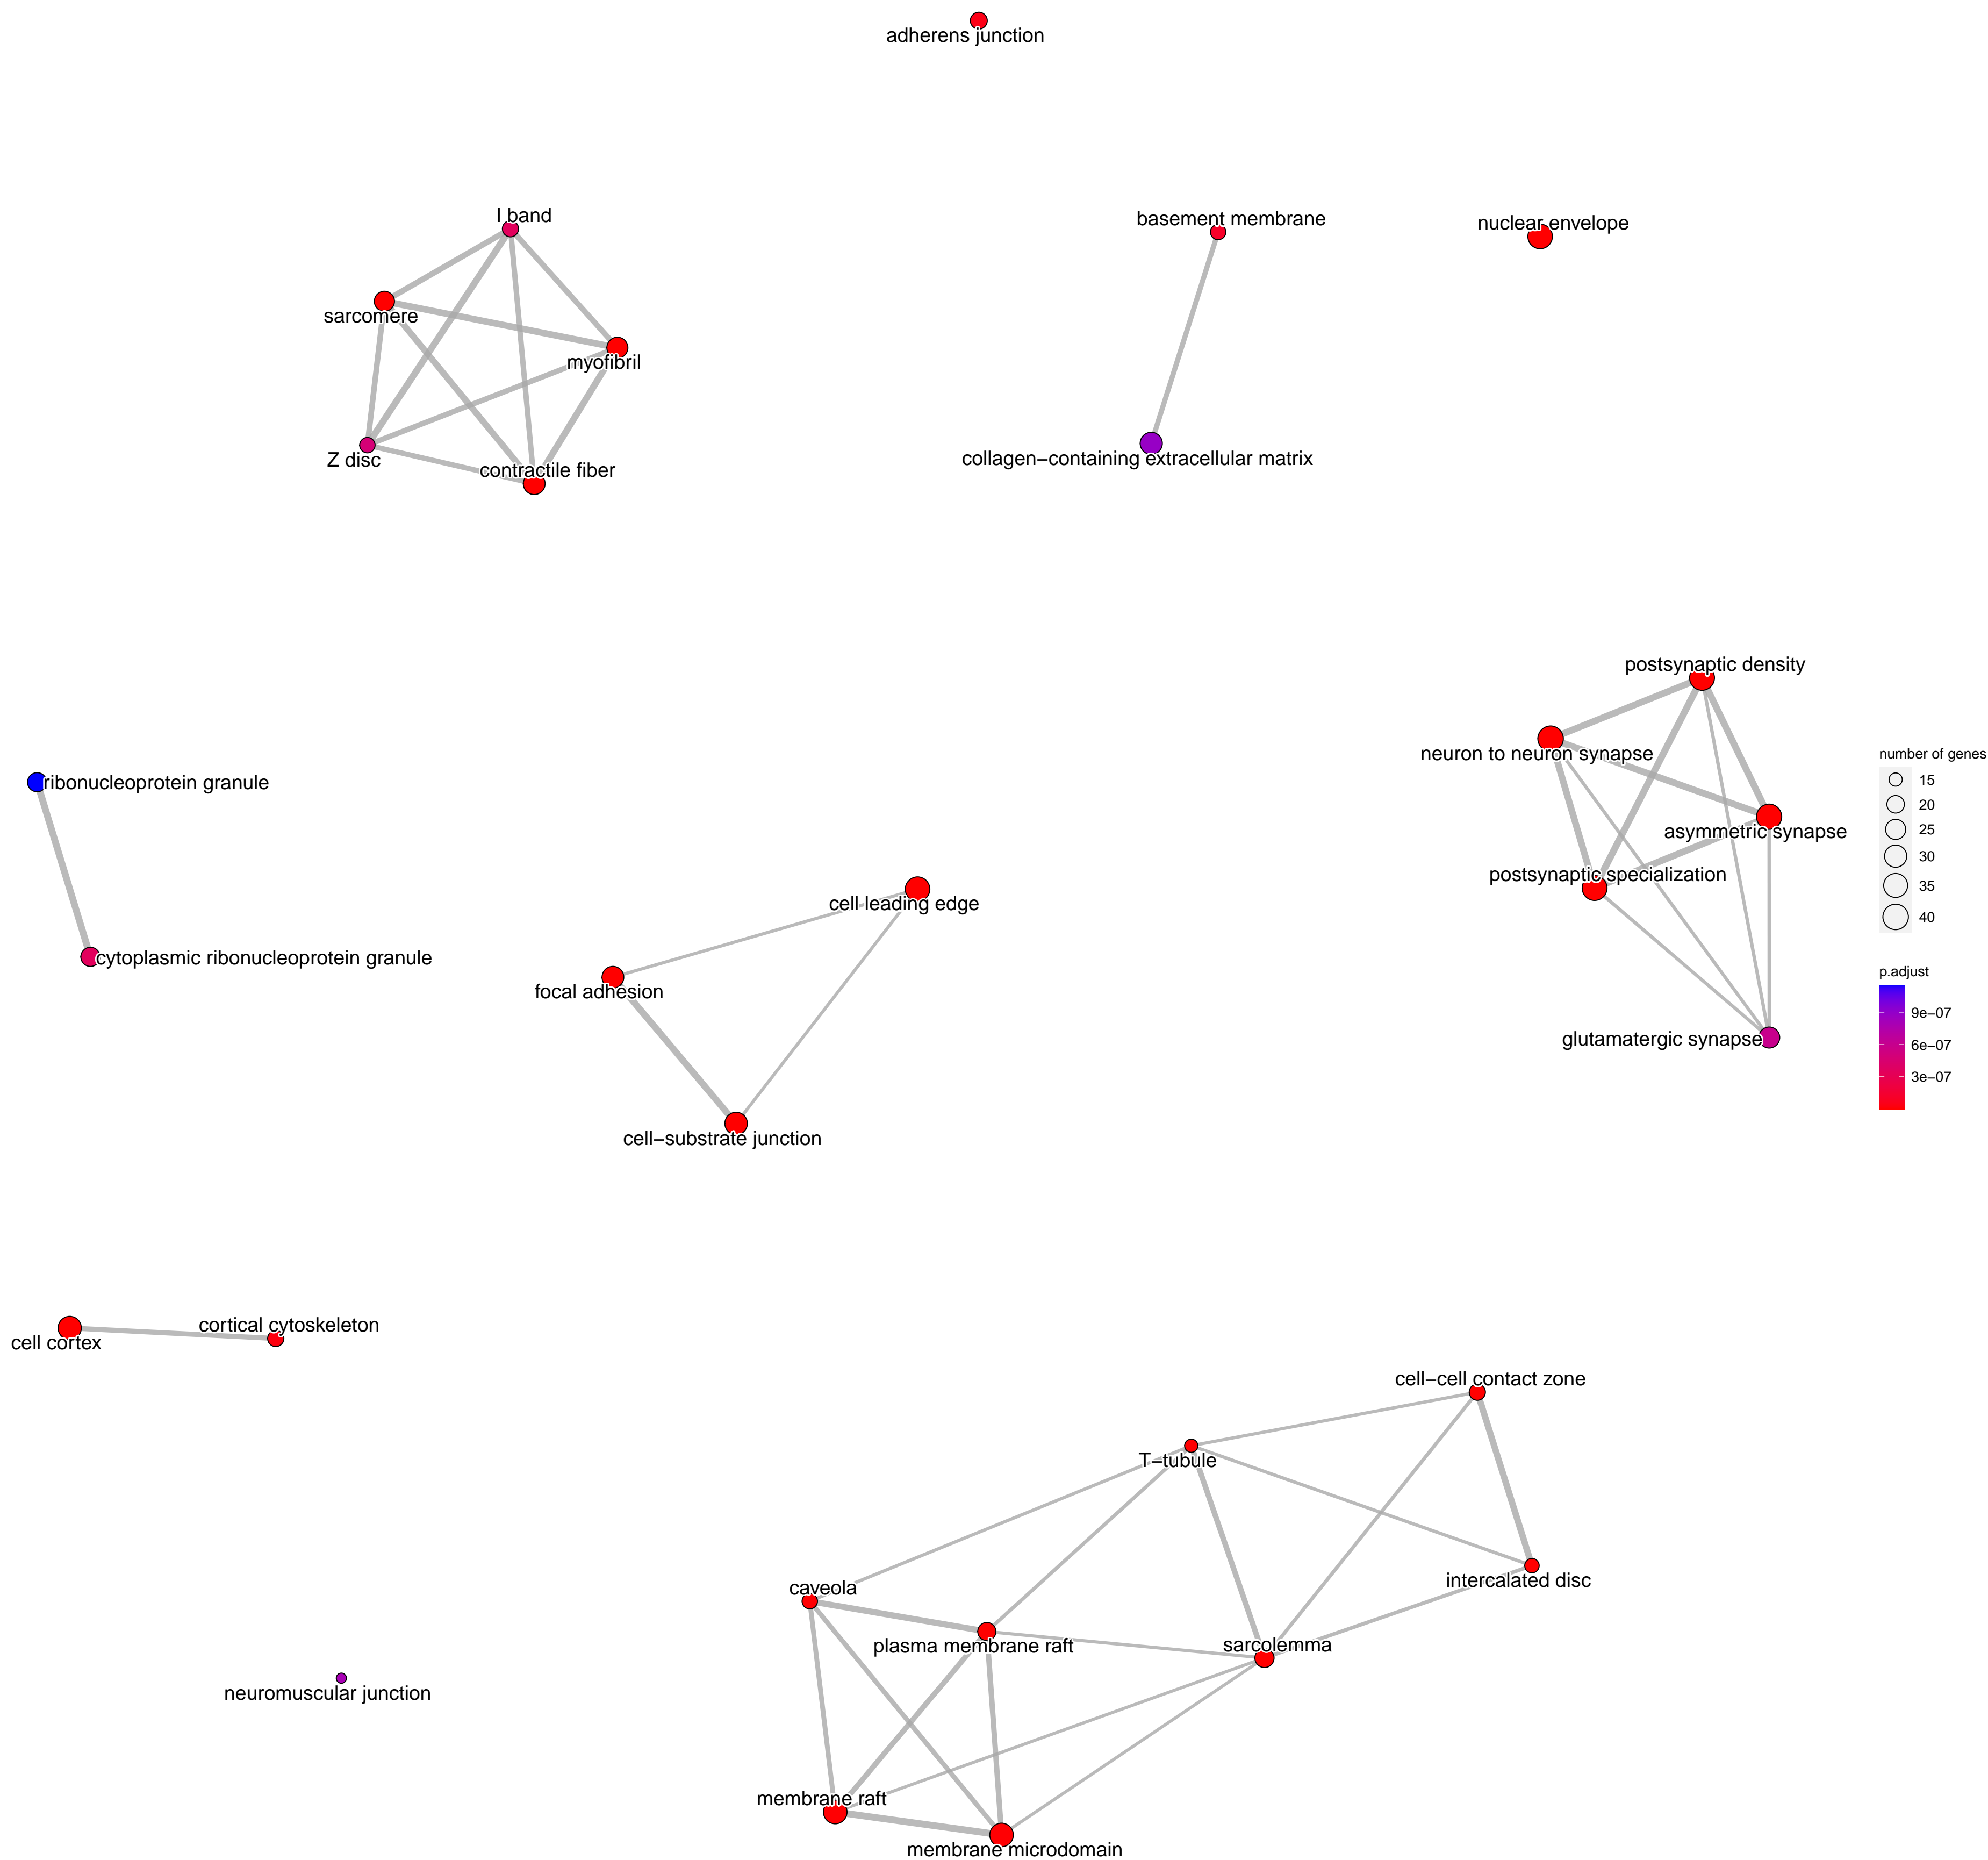 adherens junction
I band
basement membrane
nuclear envelope
sarcomere
myofibril
Z disc
contractile fiber
collagen−containing extracellular matrix
postsynaptic density
neuron to neuron synapse
number of genes
15
ribonucleoprotein granule
20
asymmetric synapse
25
30
postsynaptic specialization
35
cell leading edge
40
cytoplasmic ribonucleoprotein granule
p.adjust
focal adhesion
9e−07
glutamatergic synapse
6e−07
3e−07
cell−substrate junction
cortical cytoskeleton
cell cortex
cell−cell contact zone
T−tubule
intercalated disc
caveola
plasma membrane raft
sarcolemma
neuromuscular junction
membrane raft
membrane microdomain